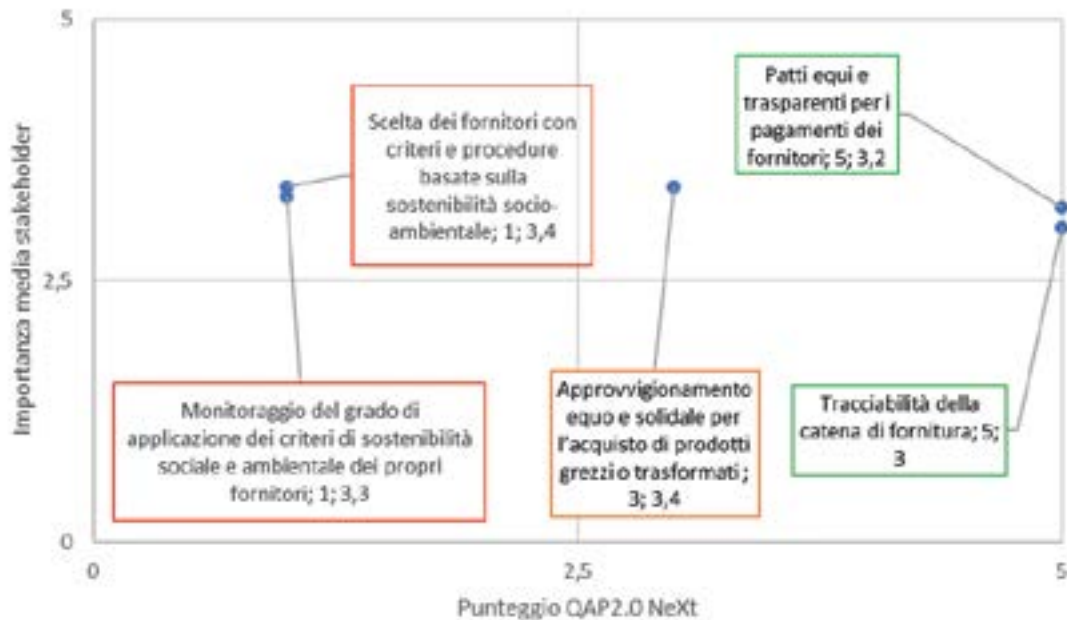 5
Patti equi e
trasparenti per i
pagamenti dei
fornitori; 5; 3,2
Scelta dei fornitori con
criteri e procedure
basate sulla
sostenibilità socio-
ambientale; 1; 3,4
Importanza media stakeholder
2,5
Monitoraggio del grado di
applicazione dei criteri di sostenibilità
sociale e ambientale dei propri
fornitori; 1; 3,3
Approvvigionamento
equo e solidale per
l'acquisto di prodotti
grezzi o trasformati ;
3; 3,4
Tracciabilità della
catena di fornitura; 5;
3
0
0
2,5
5
Punteggio QAP2.0 NeXt